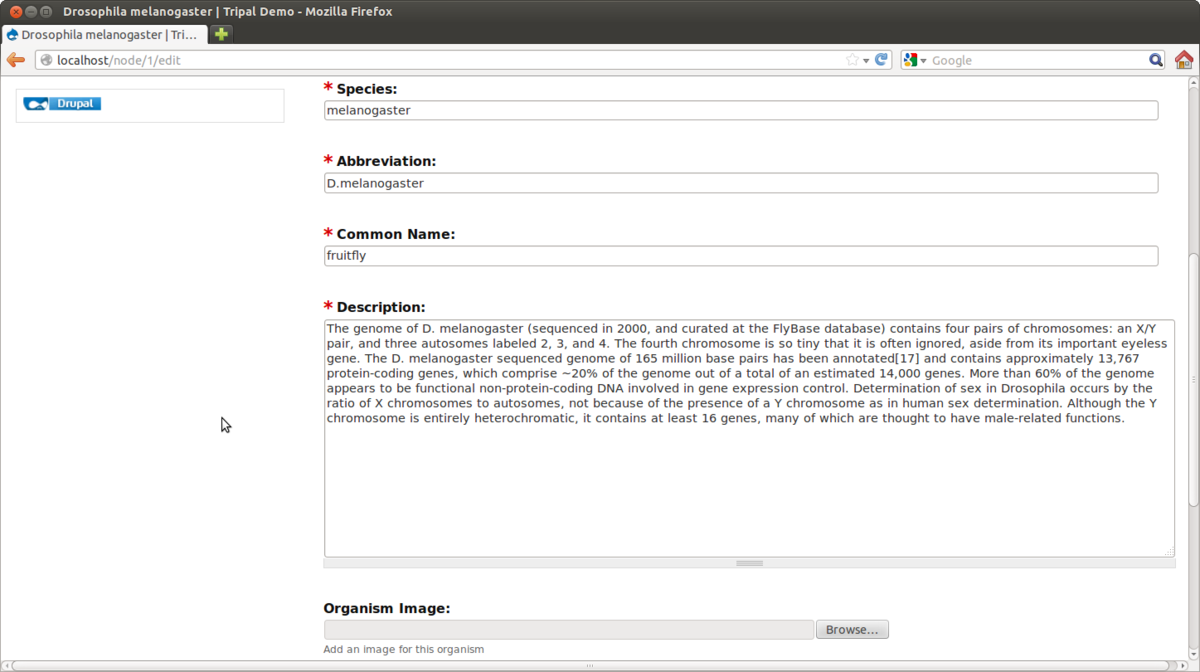 Drosophila melanogaster | Tripal Demo - Mozilla Firefox
Drosophila melanogaster | Tri...
localhost/node/1/edit
Google
Drupal
* Species:
melanogaster
* Abbreviation:
D.melanogaster
* Common Name:
fruitfly
* Description:
The genome of D. melanogaster (sequenced in 2000, and curated at the FlyBase database) contains four pairs of chromosomes: an X/Y
pair, and three autosomes labeled 2, 3, and 4. The fourth chromosome is so tiny that it is often ignored, aside from its important eyeless
gene. The D. melanogaster sequenced genome of 165 million base pairs has been annotated[17] and contains approximately 13,767
protein-coding genes, which comprise ~20% of the genome out of a total of an estimated 14,000 genes. More than 60% of the genome
appears to be functional non-protein-coding DNA involved in gene expression control. Determination of sex in Drosophila occurs by the
ratio of X chromosomes to autosomes, not because of the presence of a Y chromosome as in human sex determination. Although the Y
chromosome is entirely heterochromatic, it contains at least 16 genes, many of which are thought to have male-related functions.
Organism Image:
Browse...
Add an image for this organism